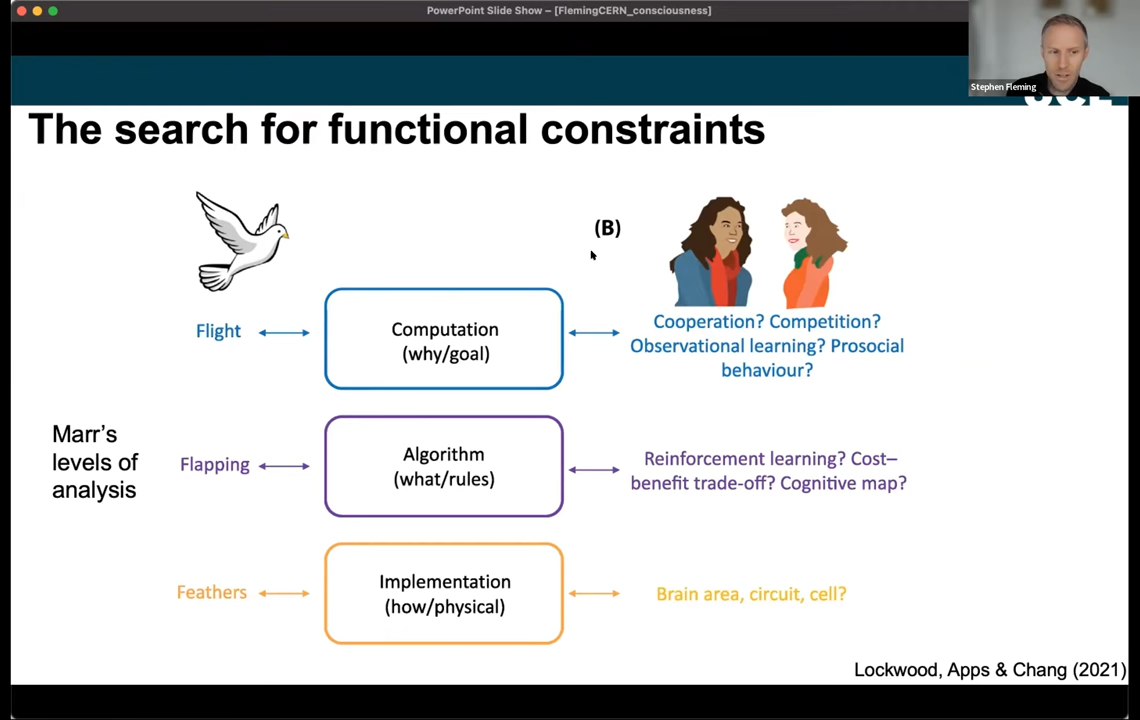 PowerPoint Slide Show – [FlemingCERN_consciousness]
Stephen Fleming
The search for functional constraints
(B)
Flight
Computation
(why/goal)
Cooperation? Competition?
Observational learning? Prosocial
behaviour?
Marr's
levels of
analysis
Flapping
Algorithm
(what/rules)
Reinforcement learning? Cost–
benefit trade-off? Cognitive map?
Feathers
Implementation
(how/physical)
Brain area, circuit, cell?
Lockwood, Apps & Chang (2021)